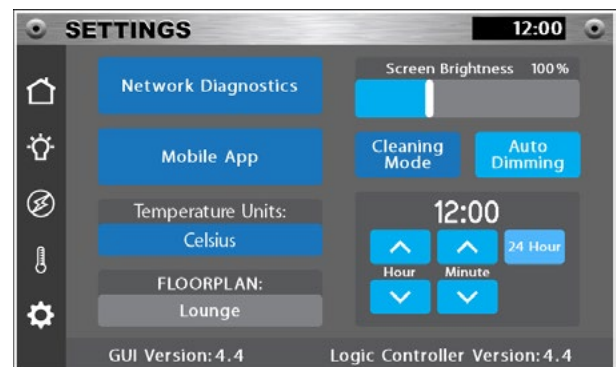 SETTINGS 12:00
Network Diagnostics
Mobile App
Temperature Units:
Celsius
FLOORPLAN:
Lounge
Screen Brightness 100%
Cleaning
Mode
Auto
Dimming
12:00
24 Hour
Hour Minute
GUI Version: 4.4 Logic Controller Version: 4.4